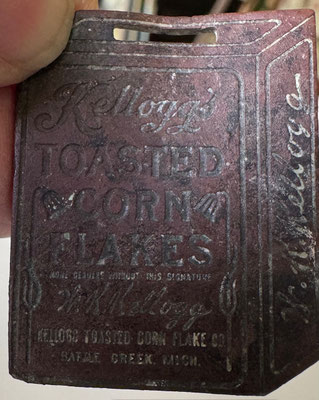 Kellogg's
TOASTED
CORN
FLAKES
NONE GENUINE WITHOUT THIS SIGNATURE
W.K.Kellogg
KELLOGG TOASTED CORN FLAKE CO.
BATTLE CREEK, MICH.
W.K.Kellogg